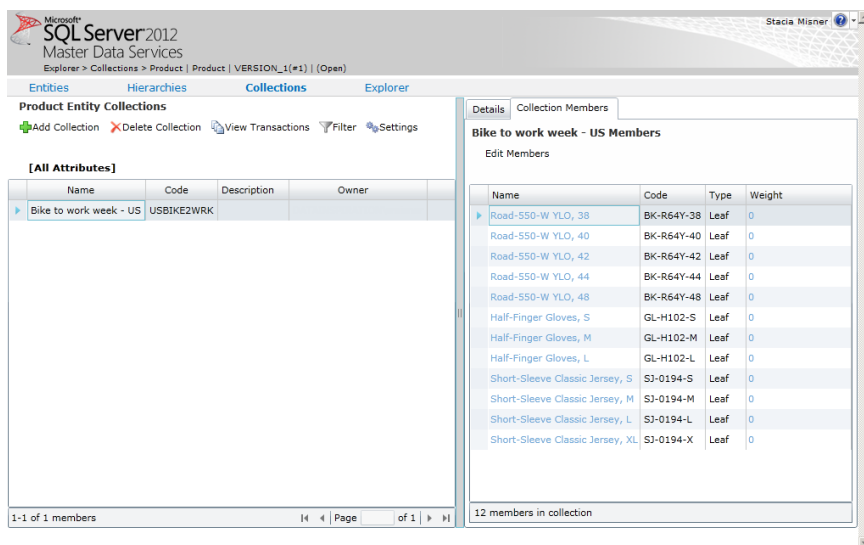 Microsoft®
SQL Server 2012
Master Data Services
Stacia Misner ?
Explorer > Collections > Product | Product | VERSION_1(#1) | (Open)
Entities Hierarchies Collections Explorer
Product Entity Collections
Add Collection Delete Collection View Transactions Filter Settings
[All Attributes]
Name Code Description Owner
Bike to work week - US USBIKE2WRK
1-1 of 1 members Page of 1
Details Collection Members
Bike to work week - US Members
Edit Members
Name Code Type Weight
Road-550-W YLO, 38 BK-R64Y-38 Leaf 0
Road-550-W YLO, 40 BK-R64Y-40 Leaf 0
Road-550-W YLO, 42 BK-R64Y-42 Leaf 0
Road-550-W YLO, 44 BK-R64Y-44 Leaf 0
Road-550-W YLO, 48 BK-R64Y-48 Leaf 0
Half-Finger Gloves, S GL-H102-S Leaf 0
Half-Finger Gloves, M GL-H102-M Leaf 0
Half-Finger Gloves, L GL-H102-L Leaf 0
Short-Sleeve Classic Jersey, S SJ-0194-S Leaf 0
Short-Sleeve Classic Jersey, M SJ-0194-M Leaf 0
Short-Sleeve Classic Jersey, L SJ-0194-L Leaf 0
Short-Sleeve Classic Jersey, XL SJ-0194-X Leaf 0
12 members in collection